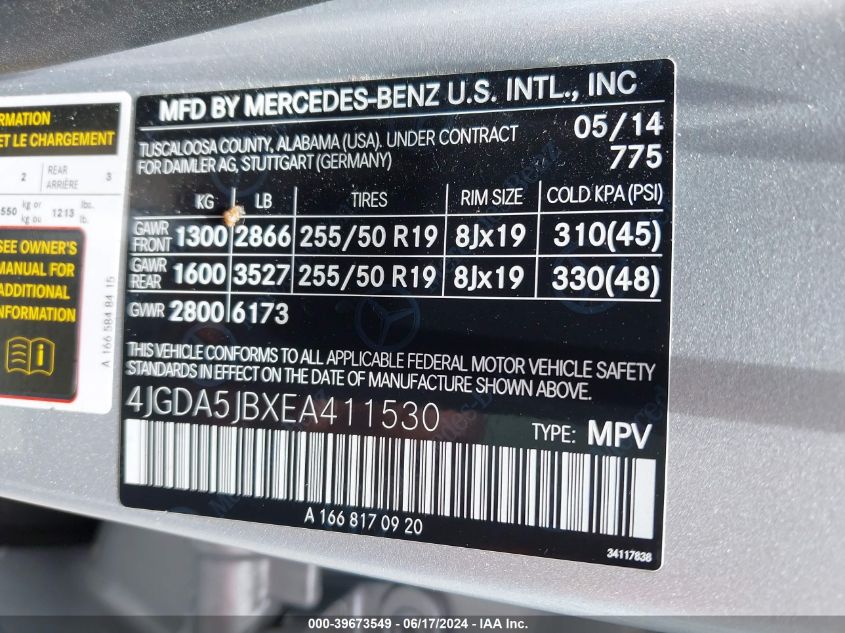 RMATION
ET LE CHARGEMENT
2 REAR ARRIÈRE 3
550 kg or kg ou 1213 lbs. lb.
SEE OWNER'S
MANUAL FOR
ADDITIONAL
INFORMATION
A 166 584 84 15
MFD BY MERCEDES-BENZ U.S. INTL., INC
TUSCALOOSA COUNTY, ALABAMA (USA). UNDER CONTRACT
FOR DAIMLER AG, STUTTGART (GERMANY)
05/14
775
KG LB TIRES RIM SIZE COLD KPA(PSI)
GAWR FRONT 1300 2866 255/50 R19 8Jx19 310(45)
GAWR REAR 1600 3527 255/50 R19 8Jx19 330(48)
GVWR 2800 6173
THIS VEHICLE CONFORMS TO ALL APPLICABLE FEDERAL MOTOR VEHICLE SAFETY
STANDARDS IN EFFECT ON THE DATE OF MANUFACTURE SHOWN ABOVE.
4JGDA5JBXEA411530
TYPE: MPV
A 166 817 09 20
34117838
000-39673549 - 06/17/2024 - IAA Inc.